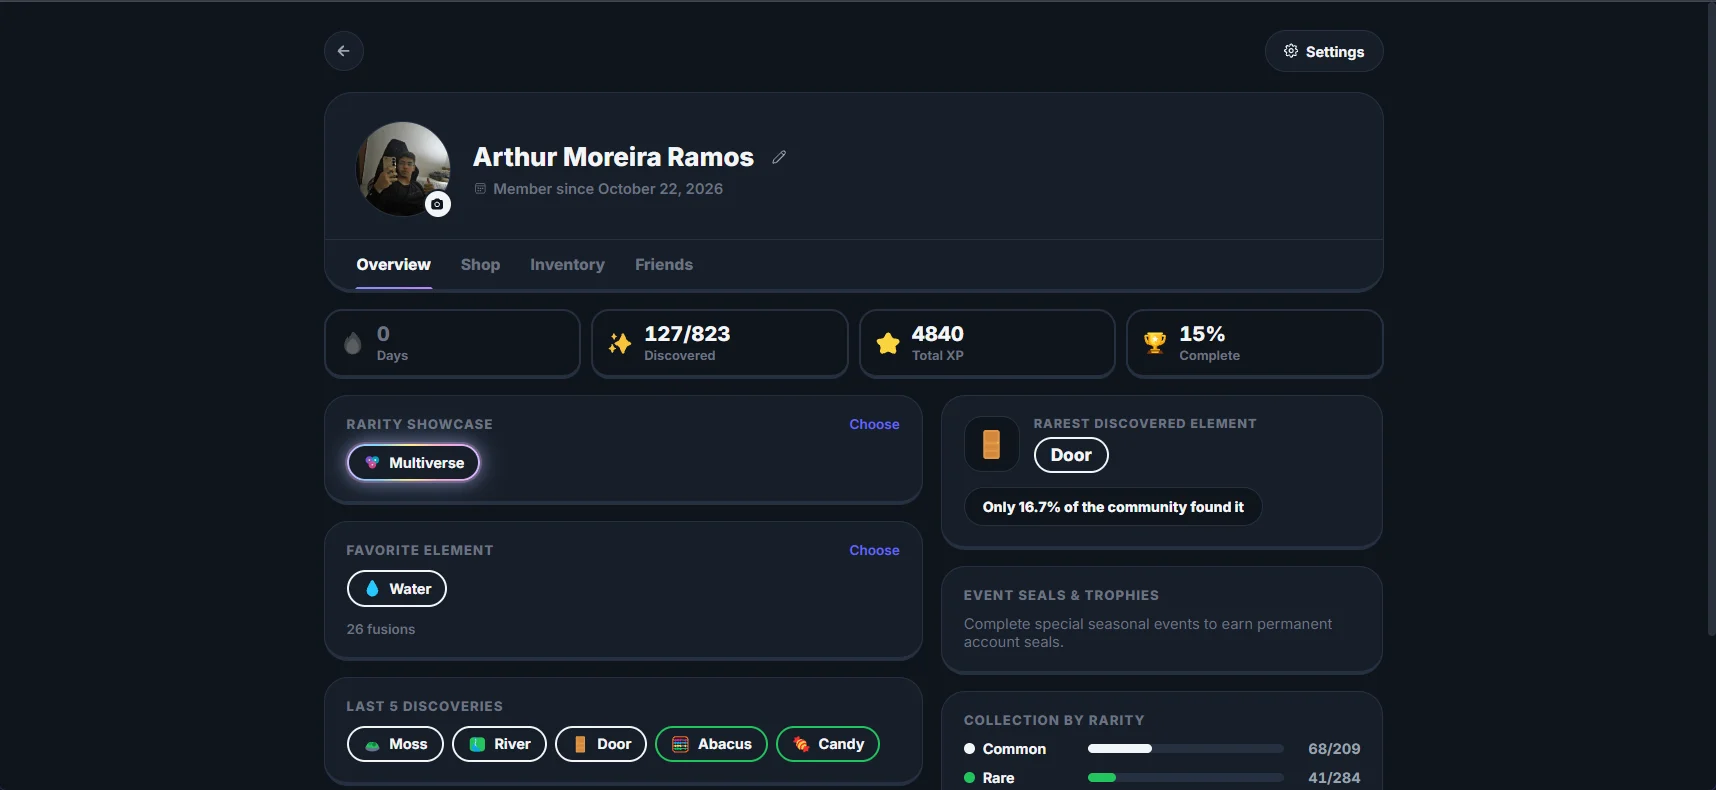 Settings
Arthur Moreira Ramos
Member since October 22, 2026
Overview
Shop
Inventory
Friends
0
Days
127/823
Discovered
4840
Total XP
15%
Complete
RARITY SHOWCASE
Choose
Multiverse
FAVORITE ELEMENT
Choose
Water
26 fusions
LAST 5 DISCOVERIES
Moss
River
Door
Abacus
Candy
RAREST DISCOVERED ELEMENT
Door
Only 16.7% of the community found it
EVENT SEALS & TROPHIES
Complete special seasonal events to earn permanent
account seals.
COLLECTION BY RARITY
Common 68/209
Rare 41/284